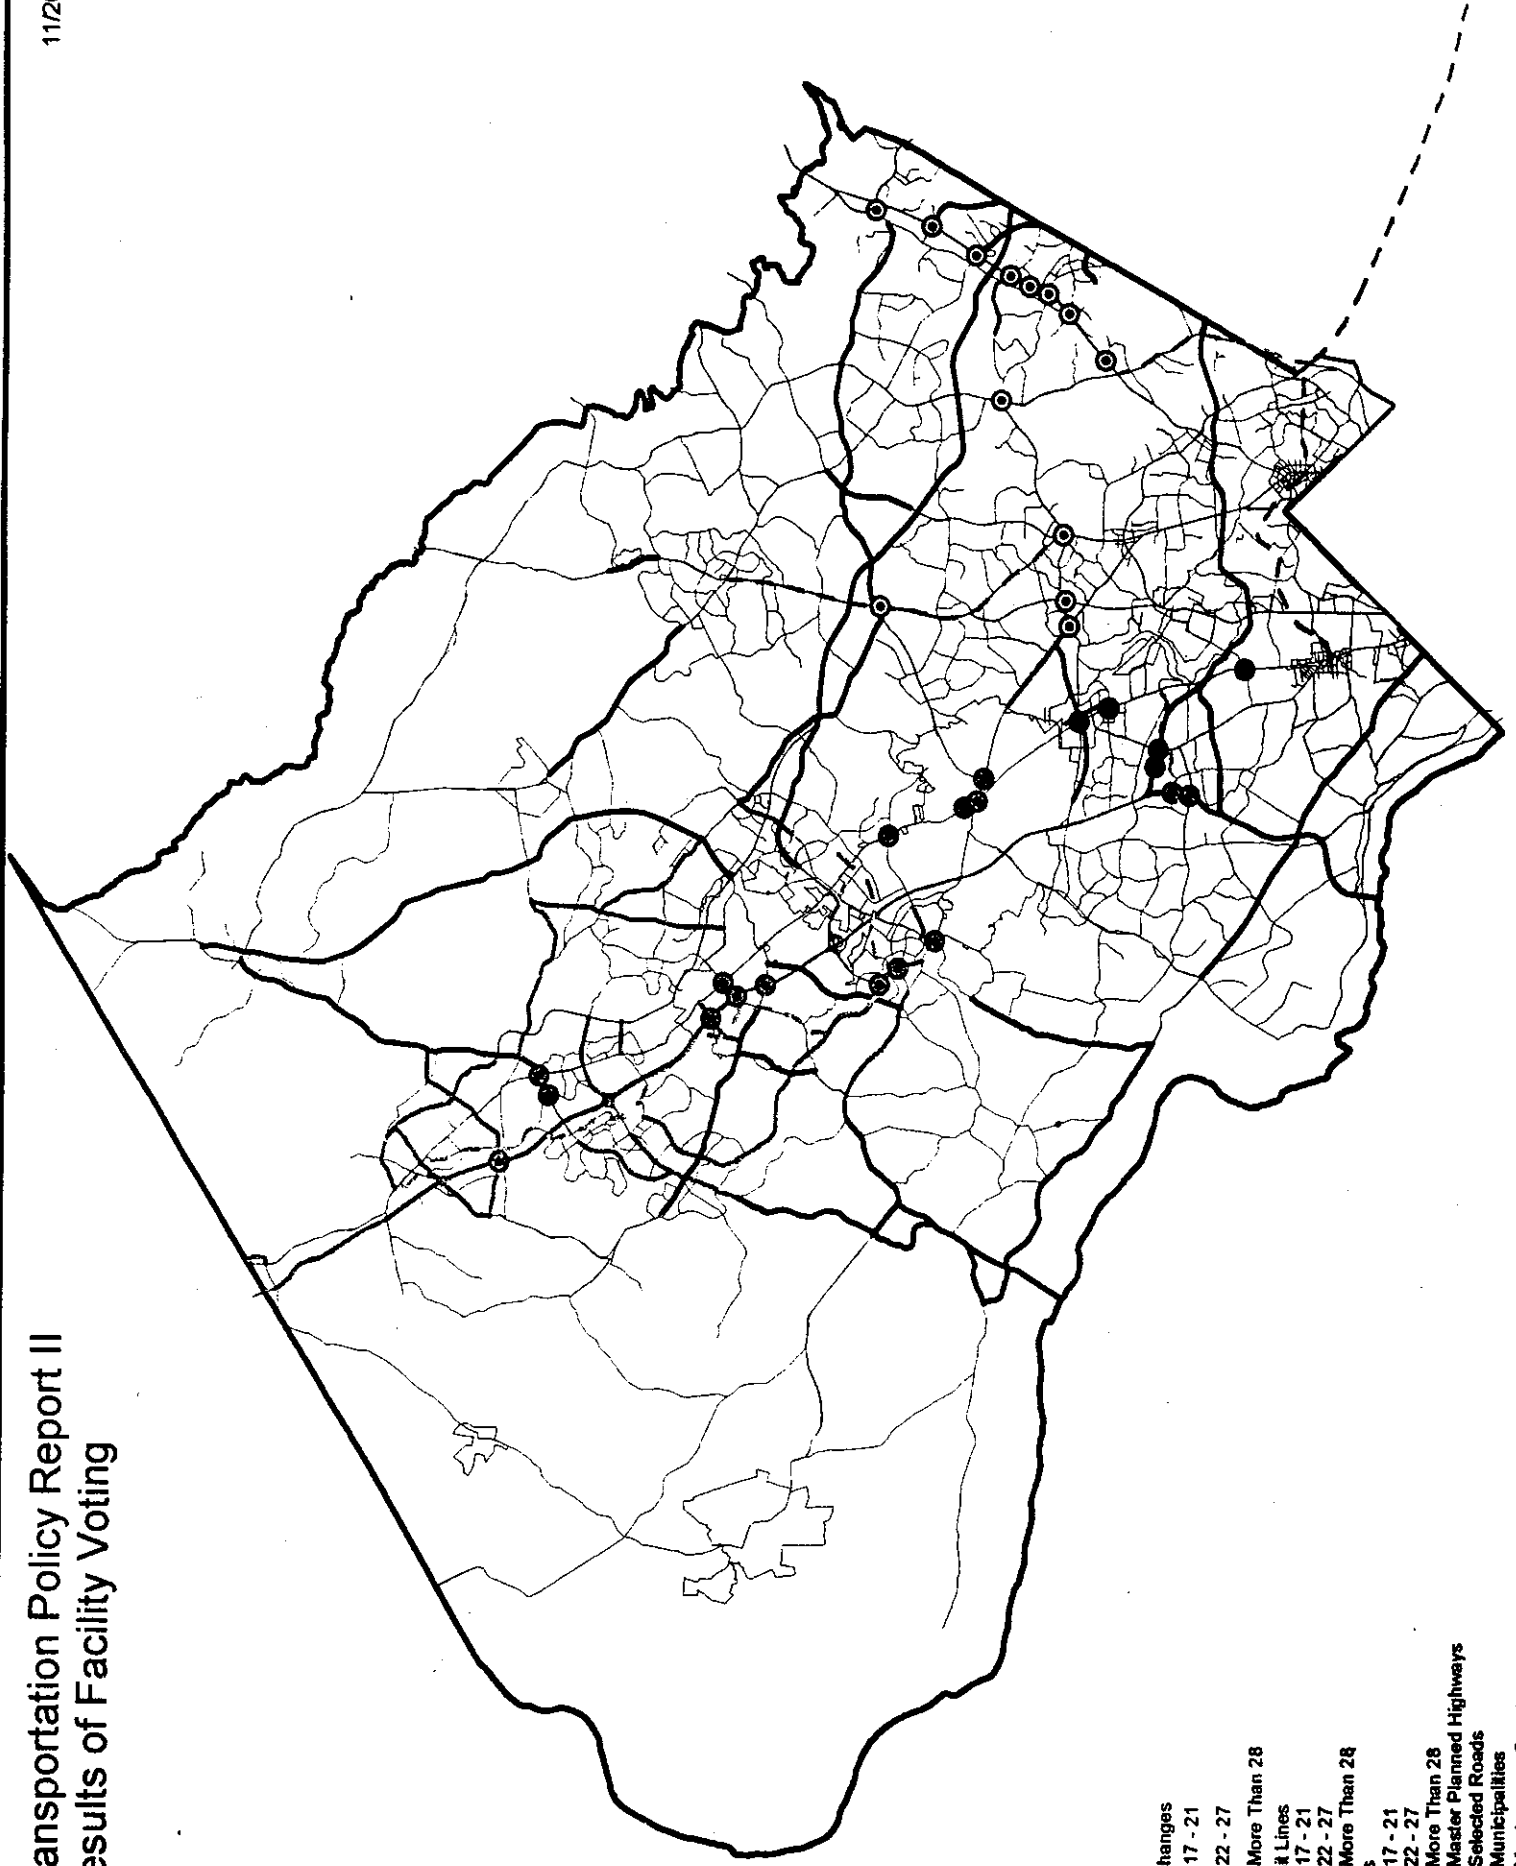 ansportation Policy Report II
esults of Facility Voting
11/20
hanges
17 - 21
22 - 27
More Than 28
it Lines
17 - 21
22 - 27
More Than 28
s
17 - 21
22 - 27
More Than 28
Master Planned Highways
Selected Roads
Municipalities